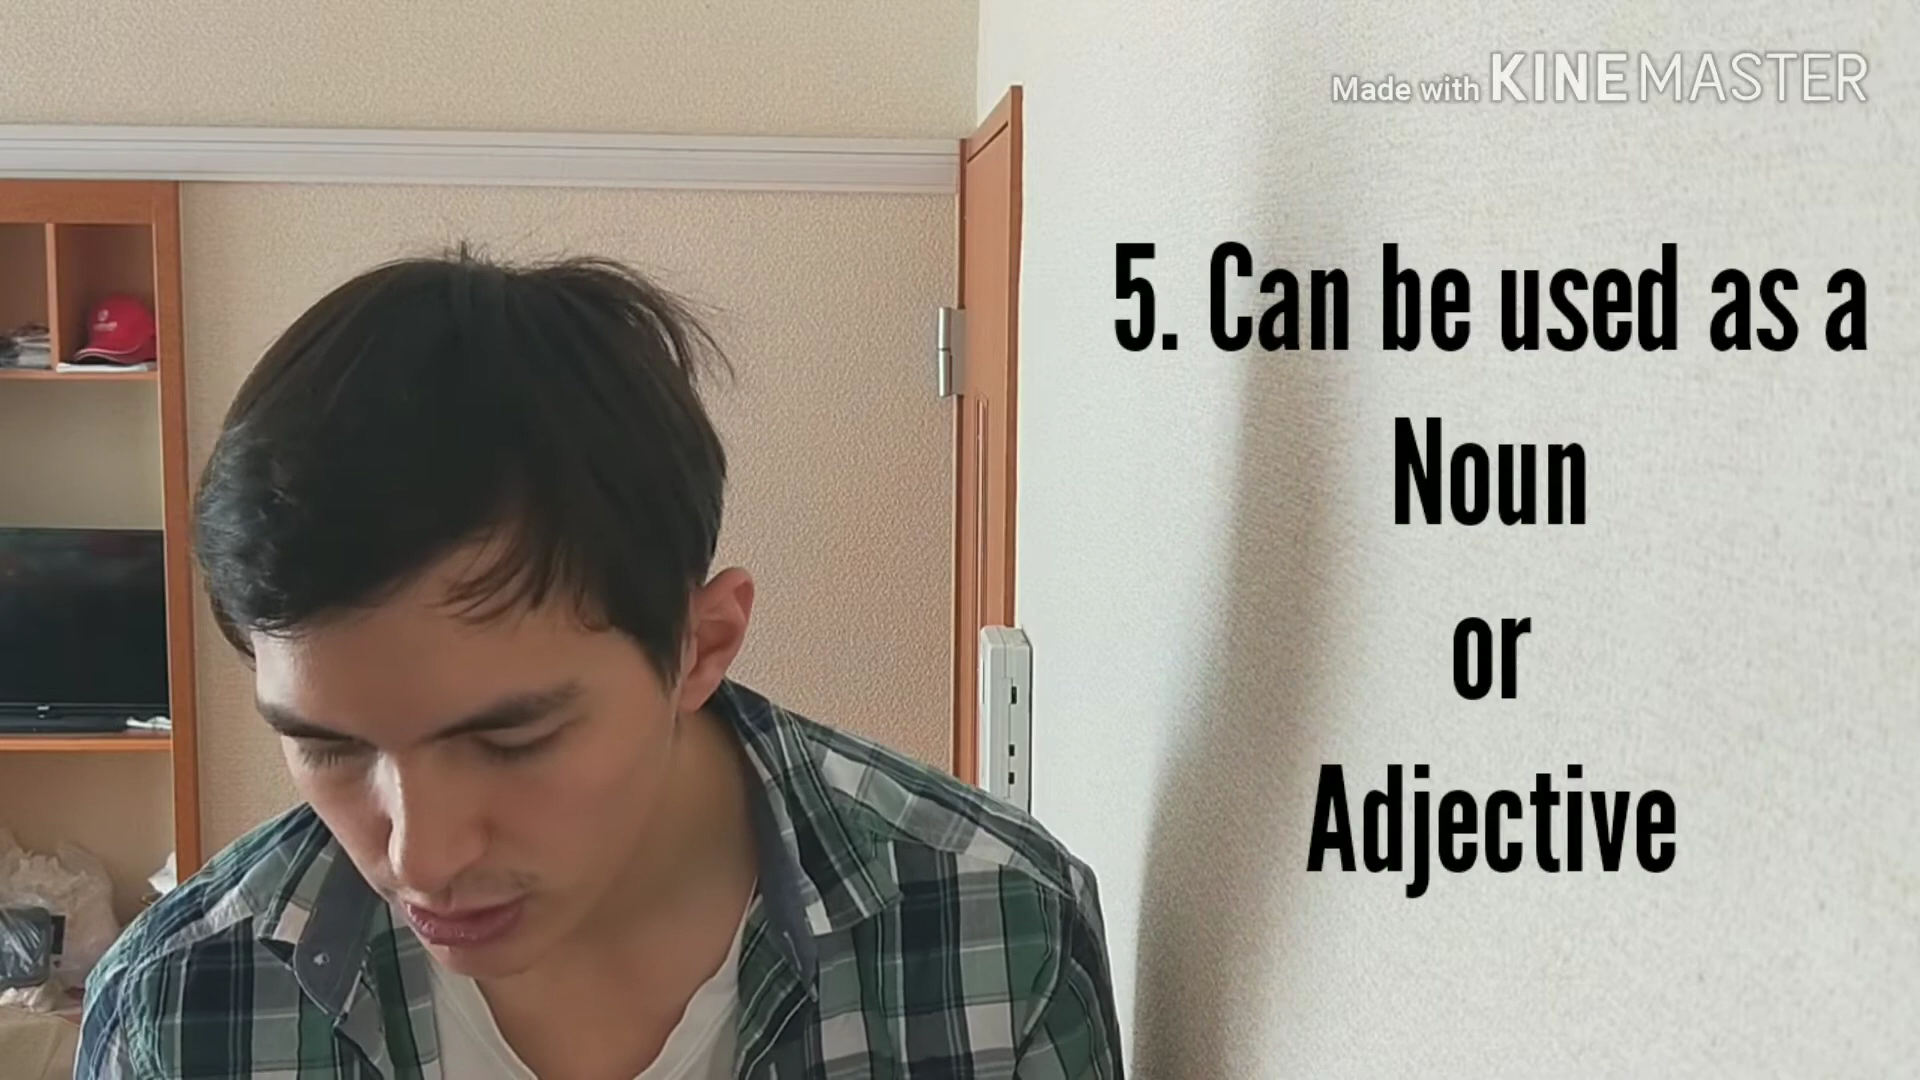 Made with KINEMASTER
5. Can be used as a
Noun
or
Adjective